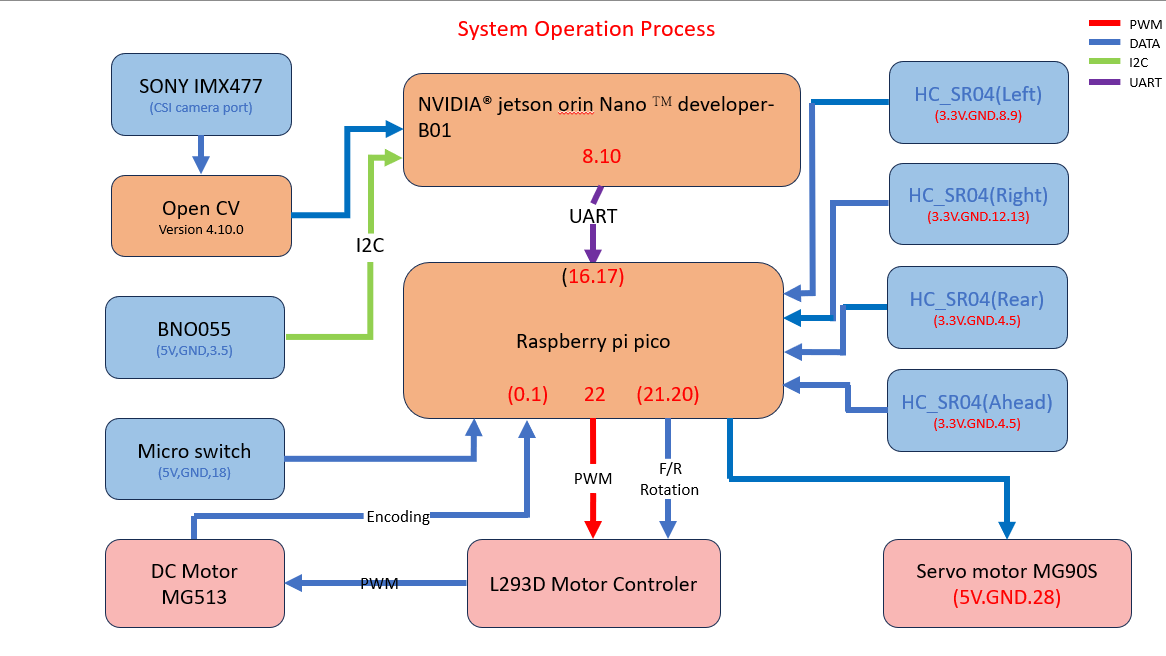 System Operation Process
PWM
DATA
I2C
UART
SONY IMX477
(CSI camera port)
NVIDIA® jetson orin Nano ™ developer-
B01
8.10
HC_SR04(Left)
(3.3V.GND.8.9)
Open CV
Version 4.10.0
UART
HC_SR04(Right)
(3.3V.GND.12.13)
I2C
(16.17)
Raspberry pi pico
(0.1)
22
(21.20)
BNO055
(5V,GND,3.5)
HC_SR04(Rear)
(3.3V.GND.4.5)
HC_SR04(Ahead)
(3.3V.GND.4.5)
Micro switch
(5V,GND,18)
PWM
F/R
Rotation
Encoding
DC Motor
MG513
PWM
L293D Motor Controler
Servo motor MG90S
(5V.GND.28)